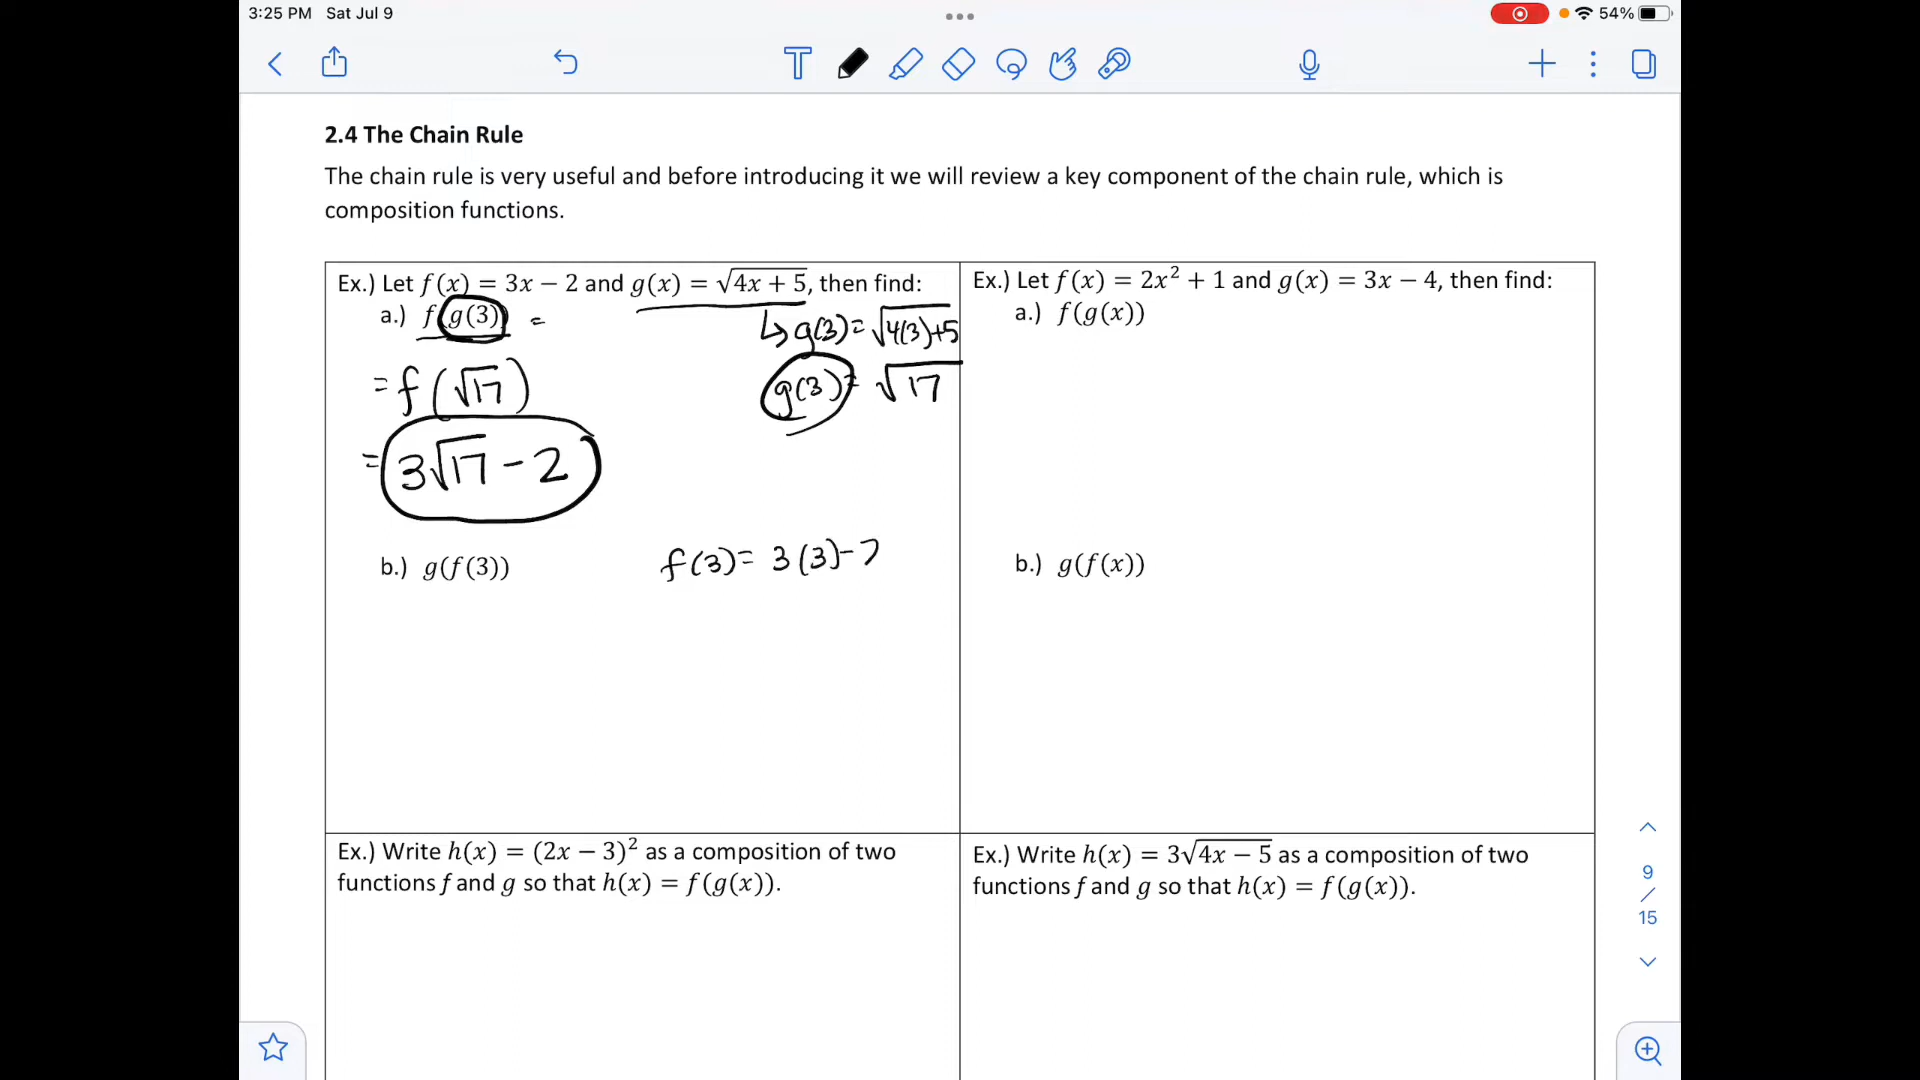 3:25 PM Sat Jul 9
54%
2.4 The Chain Rule
The chain rule is very useful and before introducing it we will review a key component of the chain rule, which is
composition functions.
Ex.) Let f(x) = 3x − 2 and g(x) = √(4x + 5), then find:
a.) f(g(3)) =
↳ g(3) = √(4(3)+5)
= f(√17)
g(3) = √17
= 3√17 - 2
b.) g(f(3))
f(3) = 3(3)-2
Ex.) Let f(x) = 2x² + 1 and g(x) = 3x − 4, then find:
a.) f(g(x))
b.) g(f(x))
Ex.) Write h(x) = (2x − 3)² as a composition of two
functions f and g so that h(x) = f(g(x)).
Ex.) Write h(x) = 3√(4x − 5) as a composition of two
functions f and g so that h(x) = f(g(x)).
9
/
15